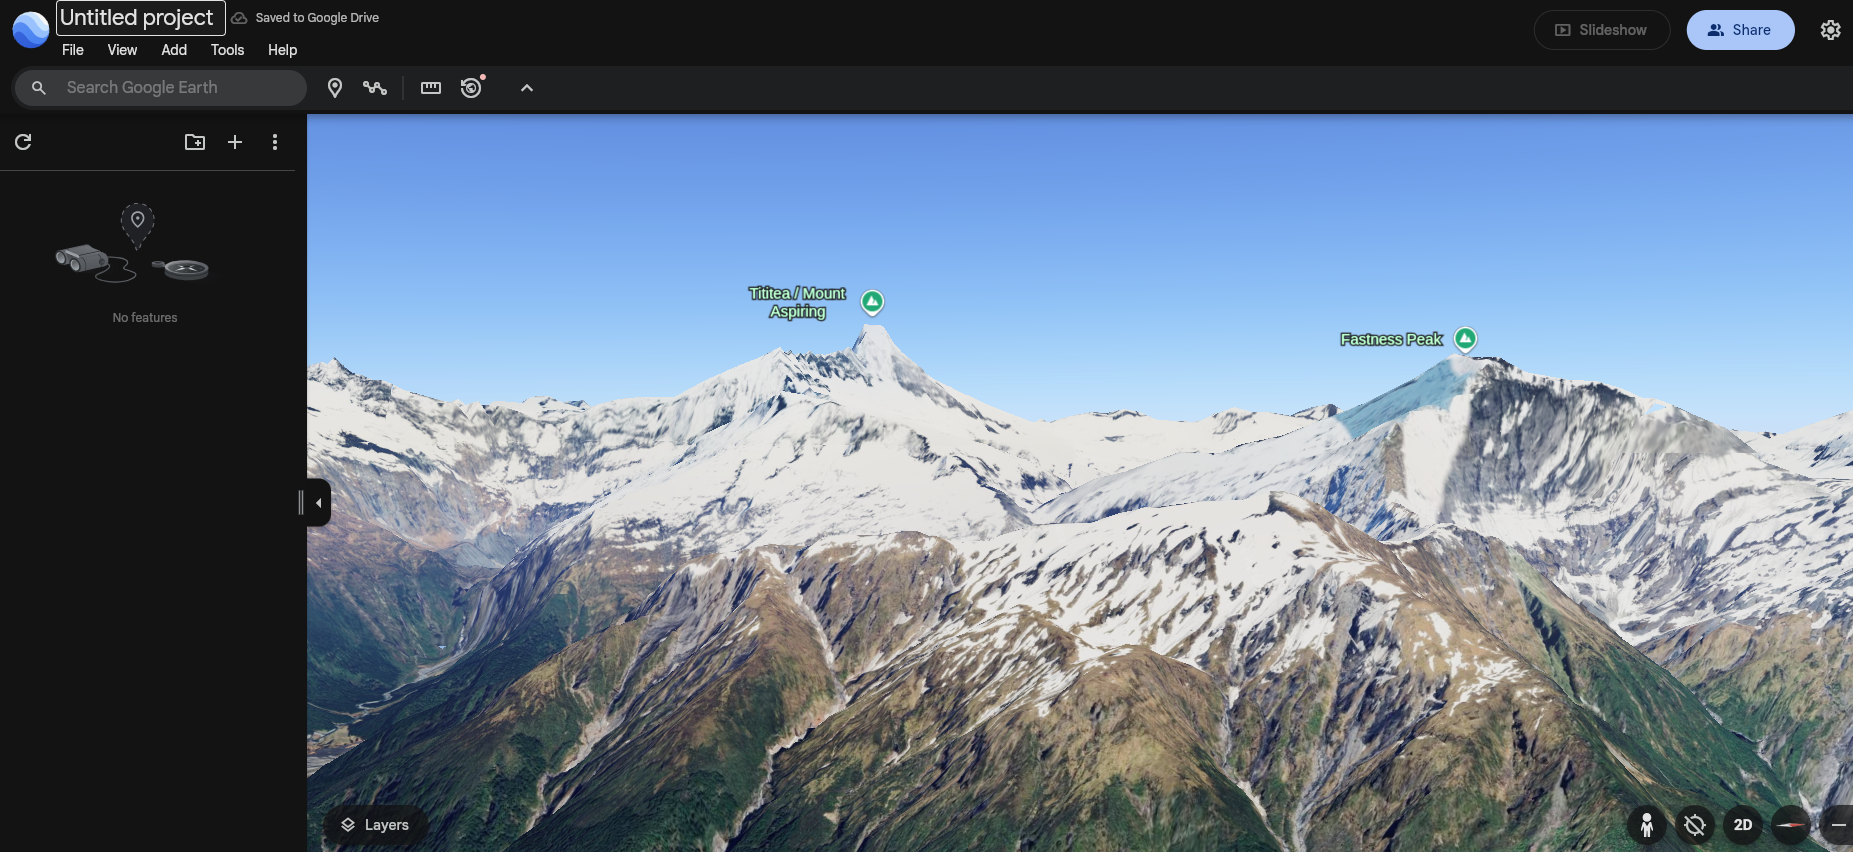 Untitled project
Saved to Google Drive
File View Add Tools Help
Slideshow
Share
Search Google Earth
No features
Tititea / Mount
Aspiring
Fastness Peak
Layers
2D